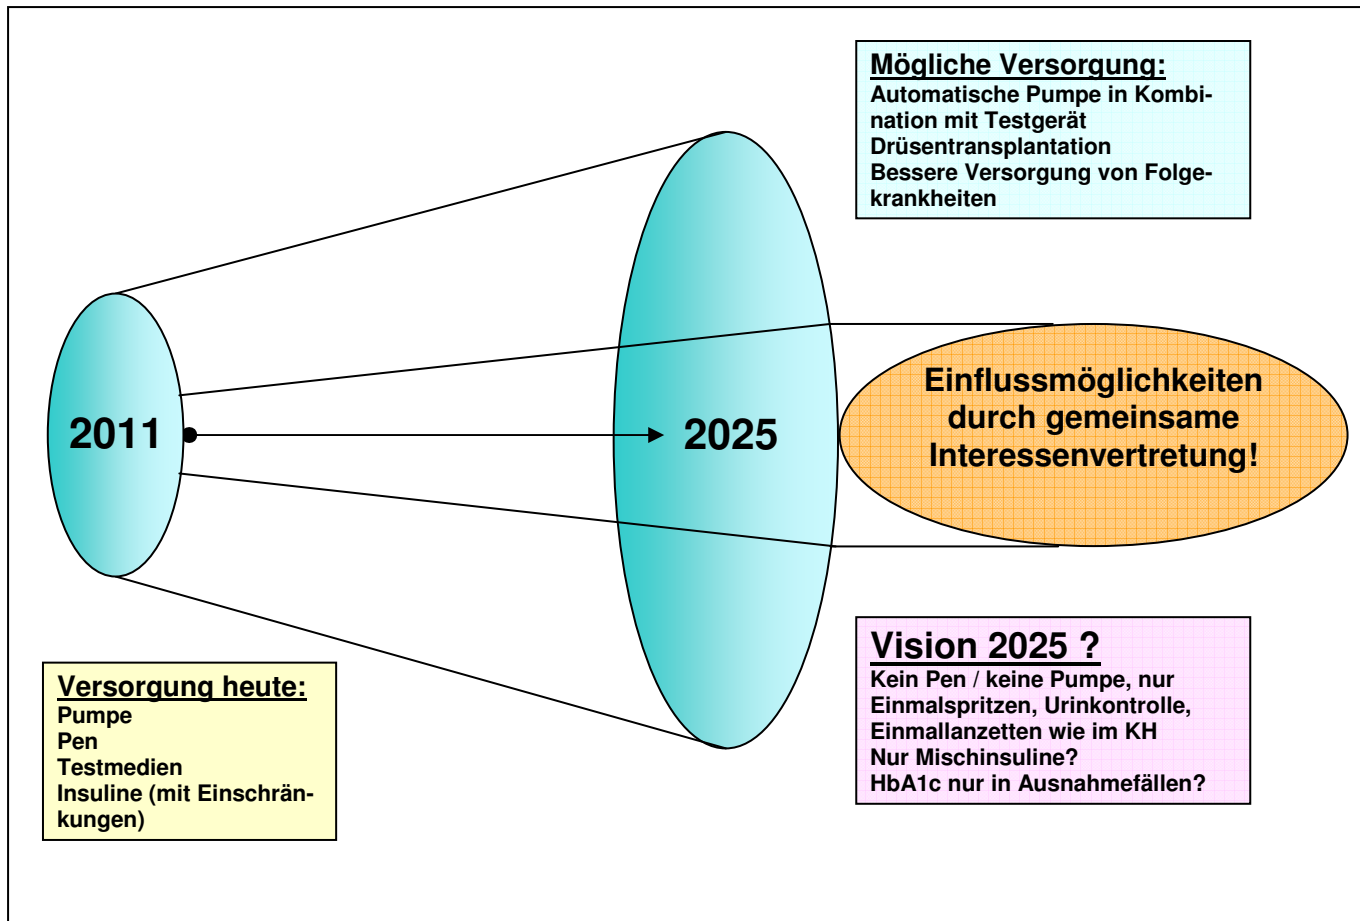 Mögliche Versorgung:
Automatische Pumpe in Kombi-
nation mit Testgerät
Drüsentransplantation
Bessere Versorgung von Folge-
krankheiten
2011
2025
Einflussmöglichkeiten
durch gemeinsame
Interessenvertretung!
Versorgung heute:
Pumpe
Pen
Testmedien
Insuline (mit Einschrän-
kungen)
Vision 2025 ?
Kein Pen / keine Pumpe, nur
Einmalspritzen, Urinkontrolle,
Einmallanzetten wie im KH
Nur Mischinsuline?
HbA1c nur in Ausnahmefällen?